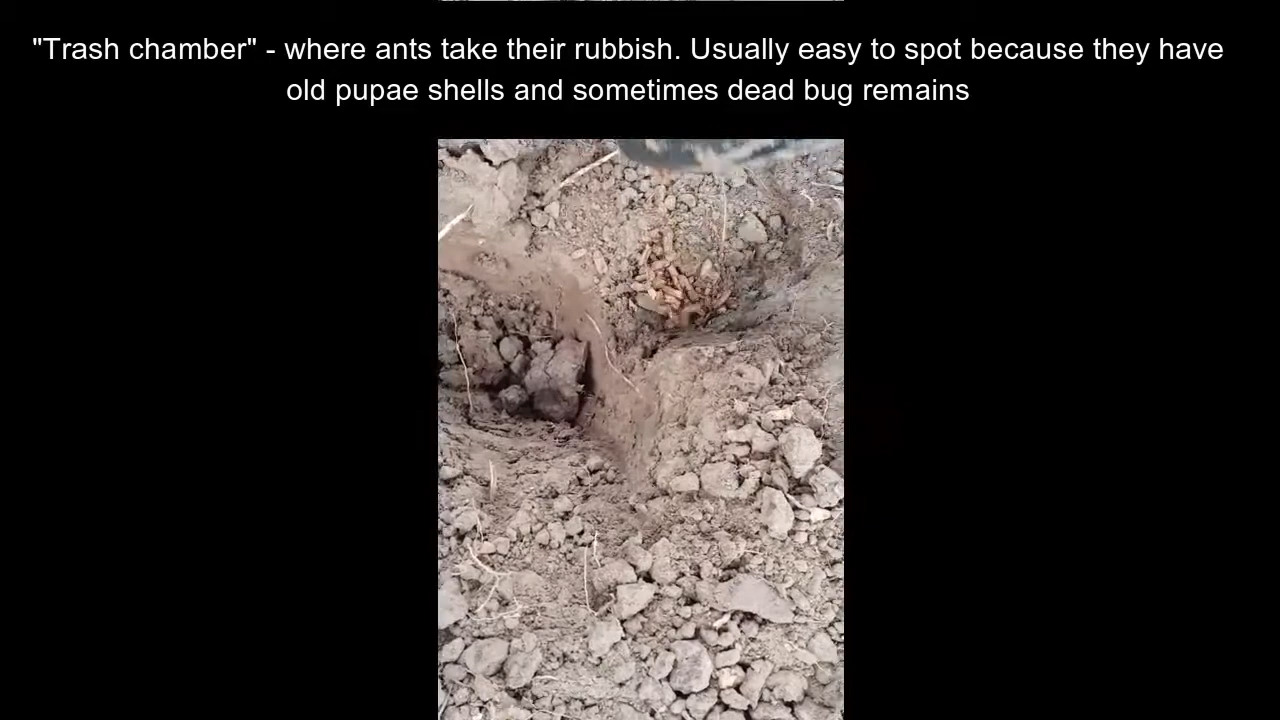 "Trash chamber" - where ants take their rubbish. Usually easy to spot because they have
old pupae shells and sometimes dead bug remains